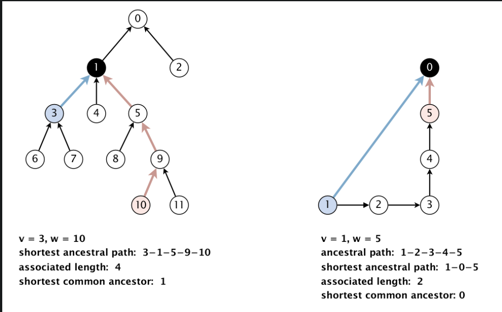 0
1
2
3
4
5
6
7
8
9
10
11
v = 3, w = 10
shortest ancestral path: 3–1–5–9–10
associated length: 4
shortest common ancestor: 1
0
5
4
1
2
3
v = 1, w = 5
ancestral path: 1–2–3–4–5
shortest ancestral path: 1–0–5
associated length: 2
shortest common ancestor: 0